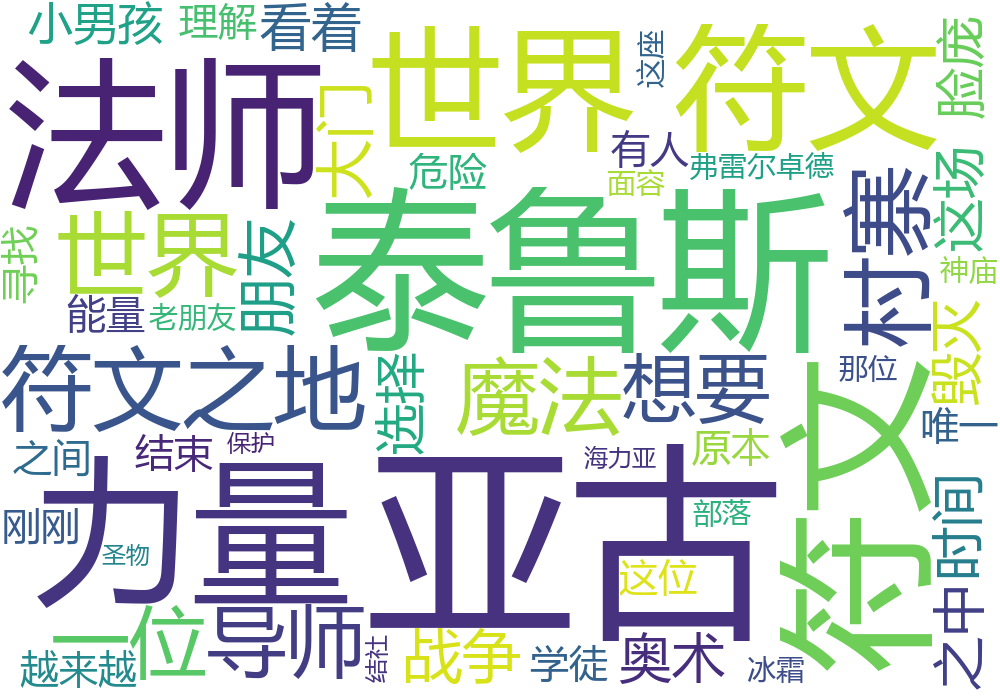 小男孩
理解
看着
法师
大门
世界
符文
这座
脸庞
有人
弗雷尔卓德
危险
面容
这场
村寨
寻找
世界
朋友
泰鲁斯
神庙
能量
老朋友
毁灭
符文之地
选择
魔法
想要
那位
符文
唯一
之间
结束
保护
海力亚
原本
力量
亚古
部落
刚刚
圣物
时间
这位
一位
导师
之中
越来越
结社
战争
学徒
奥术
冰霜